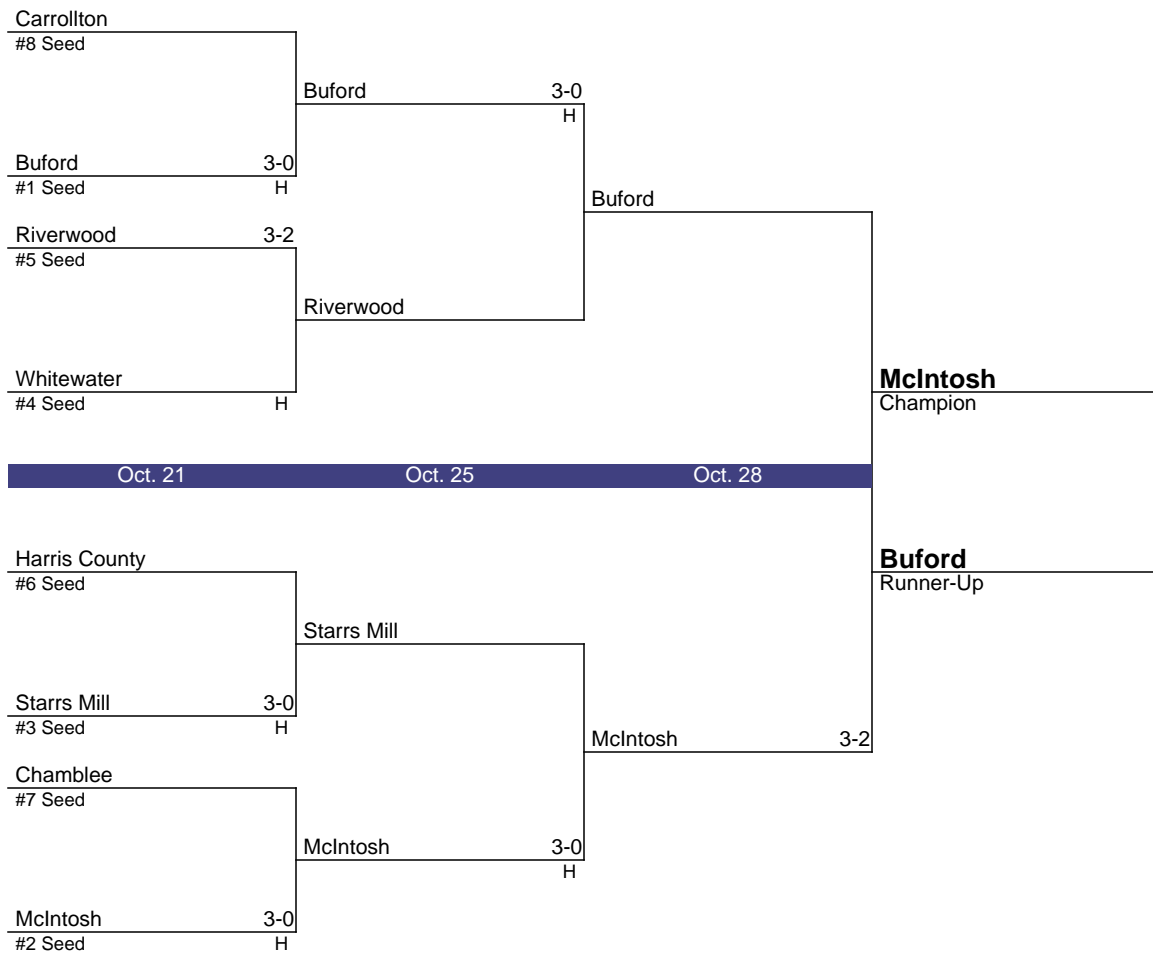 Carrollton
#8 Seed
Buford 3-0
H
Buford 3-0
#1 Seed H
Buford
Riverwood 3-2
#5 Seed
Riverwood
Whitewater
#4 Seed H
McIntosh
Champion
Oct. 21 Oct. 25 Oct. 28
Harris County
#6 Seed
Buford
Runner-Up
Starrs Mill
Starrs Mill 3-0
#3 Seed H
McIntosh 3-2
Chamblee
#7 Seed
McIntosh 3-0
H
McIntosh 3-0
#2 Seed H